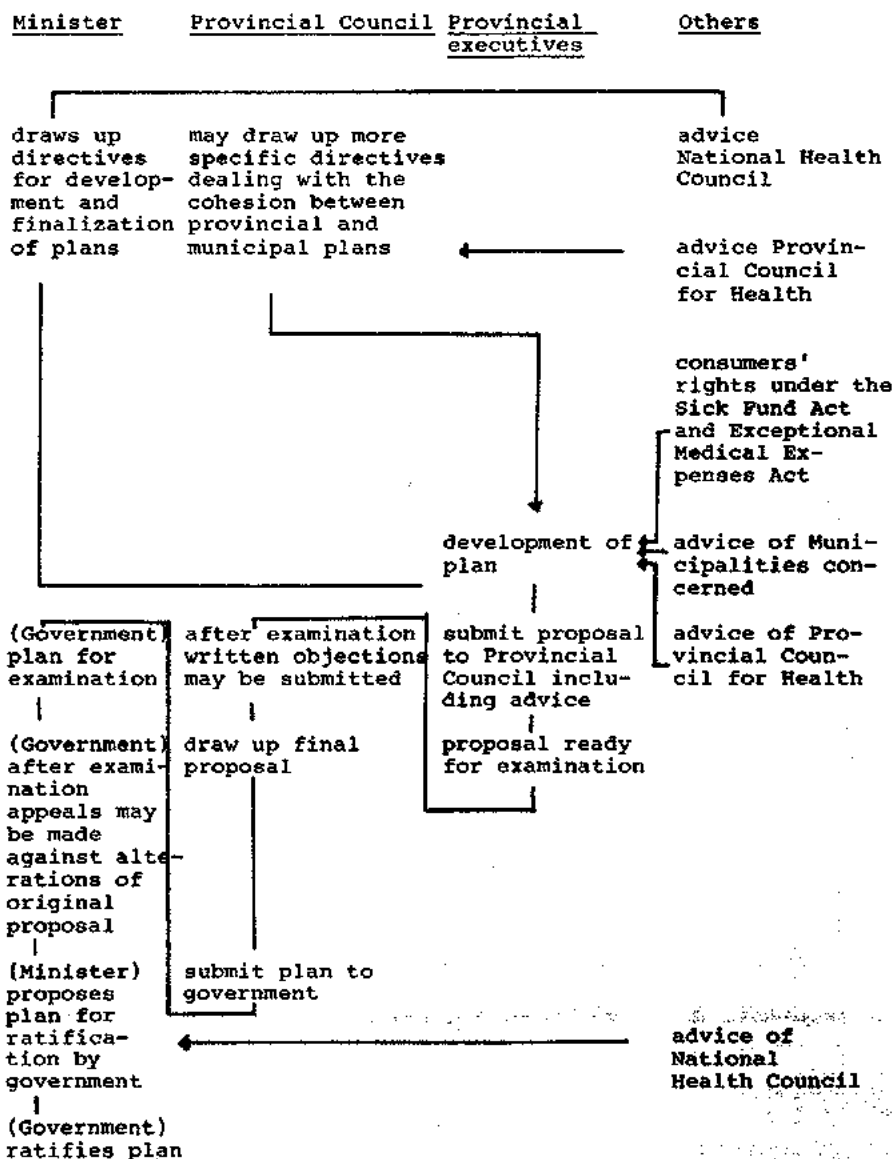 Minister Provincial Council Provincial Others
executives
draws up may draw up more advice
directives specific directives National Health
for develop- dealing with the Council
ment and cohesion between
finalization provincial and
of plans municipal plans advice Provin-
cial Council
for Health
consumers'
rights under the
Sick Fund Act
and Exceptional
Medical Ex-
penses Act
development of advice of Muni-
plan cipalities con-
cerned
(Government) after examination submit proposal advice of Pro-
plan for written objections to Provincial vincial Coun-
examination may be submitted Council inclu- cil for Health
ding advice
(Government) draw up final proposal ready
after exami- proposal for examination
nation
appeals may
be made
against alte-
rations of
original
proposal
(Minister) submit plan to
proposes government
plan for
ratifica- advice of
tion by National
government Health Council
(Government)
ratifies plan